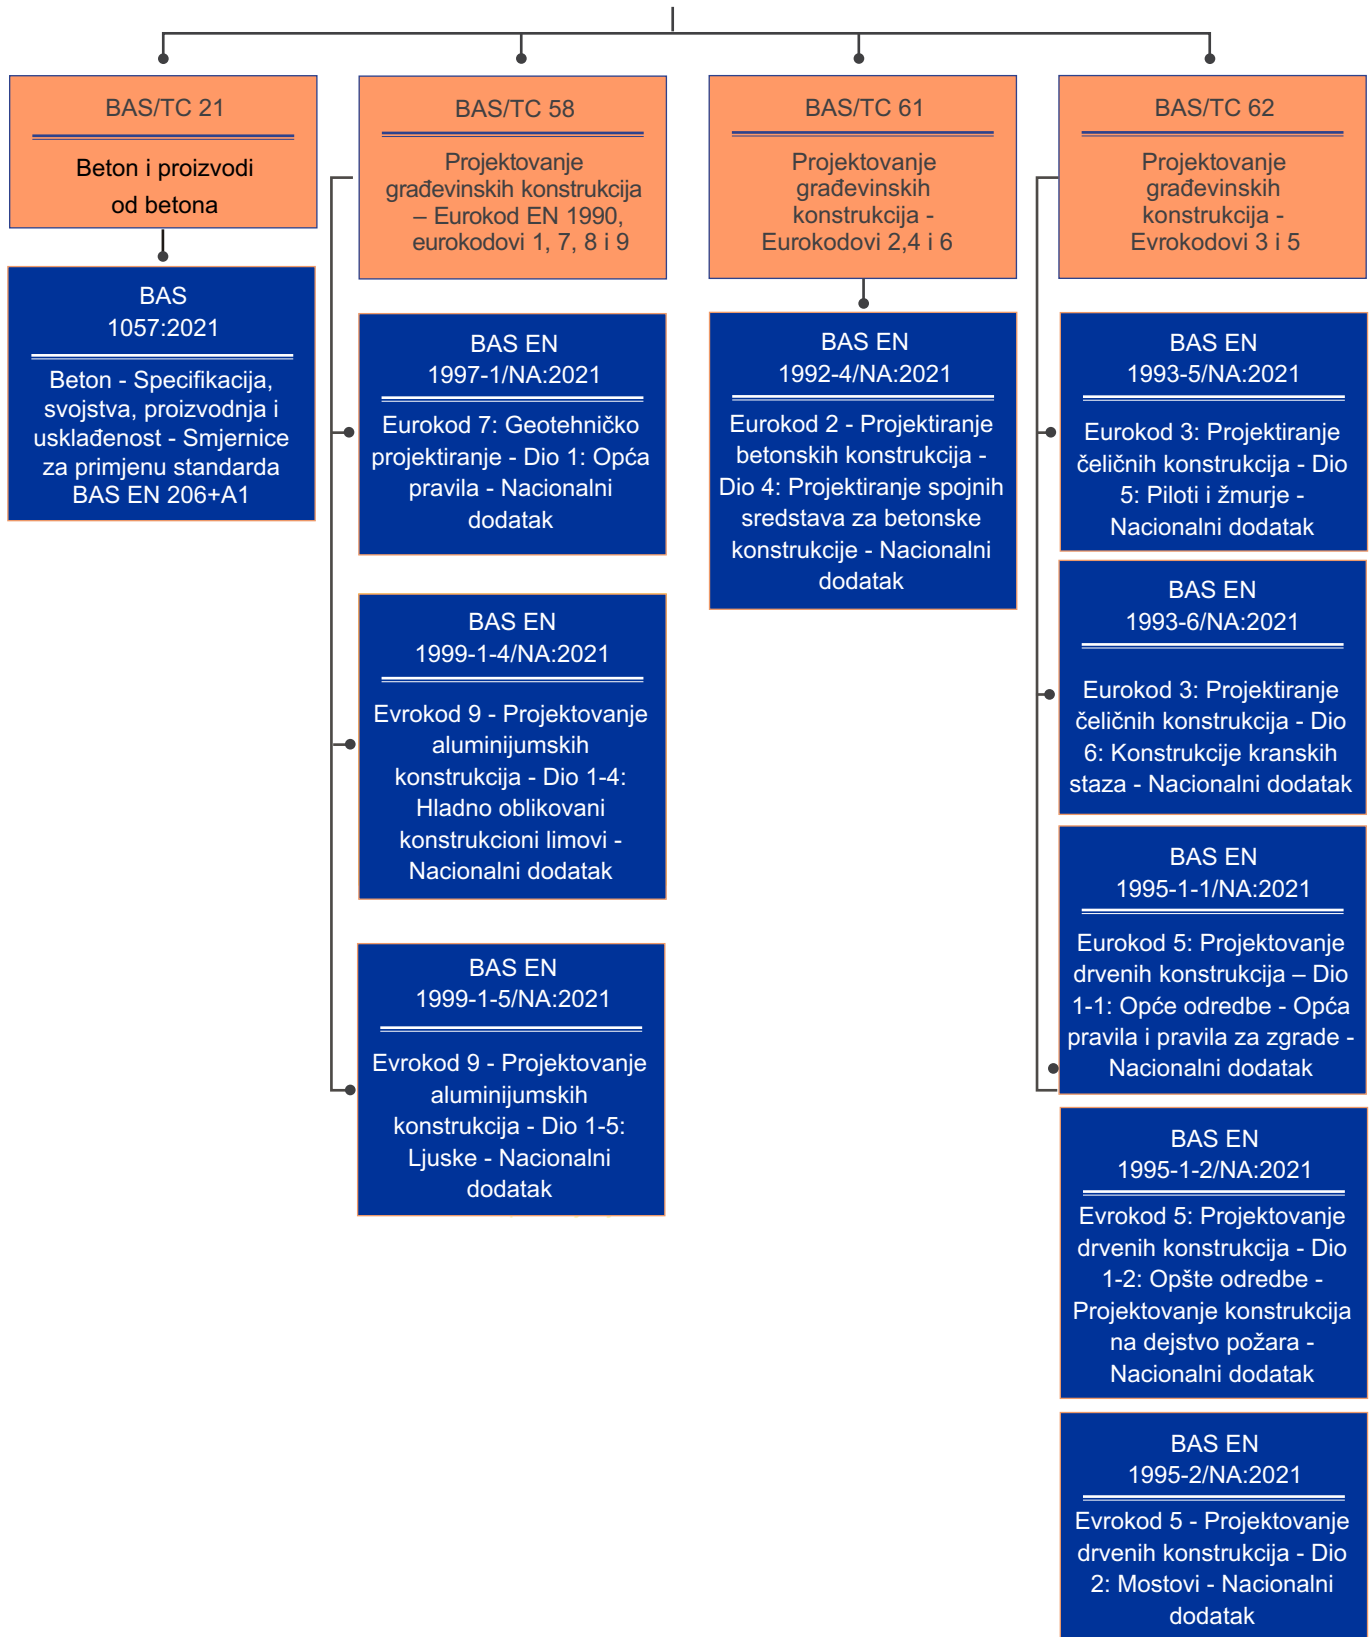 BAS/TC 21
Beton i proizvodi
od betona
BAS
1057:2021
Beton - Specifikacija,
svojstva, proizvodnja i
usklađenost - Smjernice
za primjenu standarda
BAS EN 206+A1
BAS/TC 58
Projektovanje
građevinskih konstrukcija
– Eurokod EN 1990,
eurokodovi 1, 7, 8 i 9
BAS EN
1997-1/NA:2021
Eurokod 7: Geotehničko
projektiranje - Dio 1: Opća
pravila - Nacionalni
dodatak
BAS EN
1999-1-4/NA:2021
Evrokod 9 - Projektovanje
aluminijumskih
konstrukcija - Dio 1-4:
Hladno oblikovani
konstrukcioni limovi -
Nacionalni dodatak
BAS EN
1999-1-5/NA:2021
Evrokod 9 - Projektovanje
aluminijumskih
konstrukcija - Dio 1-5:
Ljuske - Nacionalni
dodatak
BAS/TC 61
Projektovanje
građevinskih
konstrukcija -
Eurokodovi 2,4 i 6
BAS EN
1992-4/NA:2021
Eurokod 2 - Projektiranje
betonskih konstrukcija -
Dio 4: Projektiranje spojnih
sredstava za betonske
konstrukcije - Nacionalni
dodatak
BAS/TC 62
Projektovanje
građevinskih
konstrukcija -
Evrokodovi 3 i 5
BAS EN
1993-5/NA:2021
Eurokod 3: Projektiranje
čeličnih konstrukcija - Dio
5: Piloti i žmurje -
Nacionalni dodatak
BAS EN
1993-6/NA:2021
Eurokod 3: Projektiranje
čeličnih konstrukcija - Dio
6: Konstrukcije kranskih
staza - Nacionalni dodatak
BAS EN
1995-1-1/NA:2021
Eurokod 5: Projektovanje
drvenih konstrukcija – Dio
1-1: Opće odredbe - Opća
pravila i pravila za zgrade -
Nacionalni dodatak
BAS EN
1995-1-2/NA:2021
Evrokod 5: Projektovanje
drvenih konstrukcija - Dio
1-2: Opšte odredbe -
Projektovanje konstrukcija
na dejstvo požara -
Nacionalni dodatak
BAS EN
1995-2/NA:2021
Evrokod 5 - Projektovanje
drvenih konstrukcija - Dio
2: Mostovi - Nacionalni
dodatak